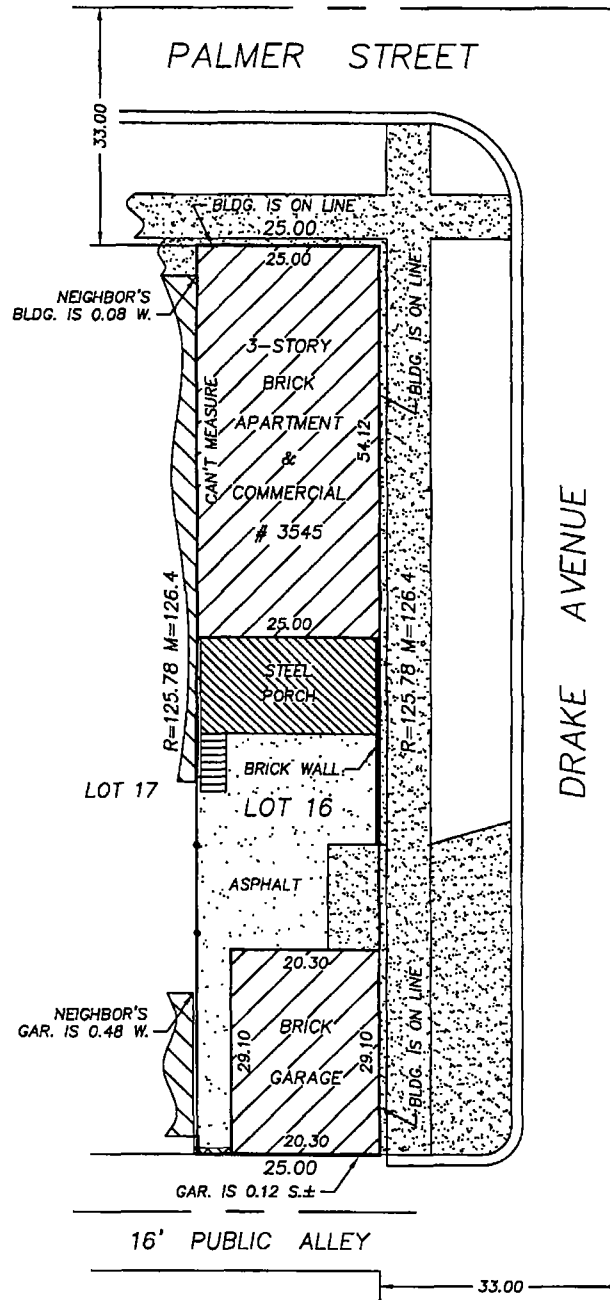 PALMER STREET
33.00
BLDG. IS ON LINE
25.00
25.00
NEIGHBOR'S
BLDG. IS 0.08 W.
3-STORY
BRICK
APARTMENT
&
COMMERCIAL
# 3545
CAN'T MEASURE
54.12
BLDG. IS ON LINE
25.00
R=125.78 M=126.4
R=125.78 M=126.4
STEEL
PORCH
DRAKE AVENUE
BRICK WALL
LOT 17
LOT 16
ASPHALT
20.30
NEIGHBOR'S
GAR. IS 0.48 W.
29.10
BRICK
GARAGE
29.10
BLDG. IS ON LINE
20.30
25.00
GAR. IS 0.12 S.±
16' PUBLIC ALLEY
33.00